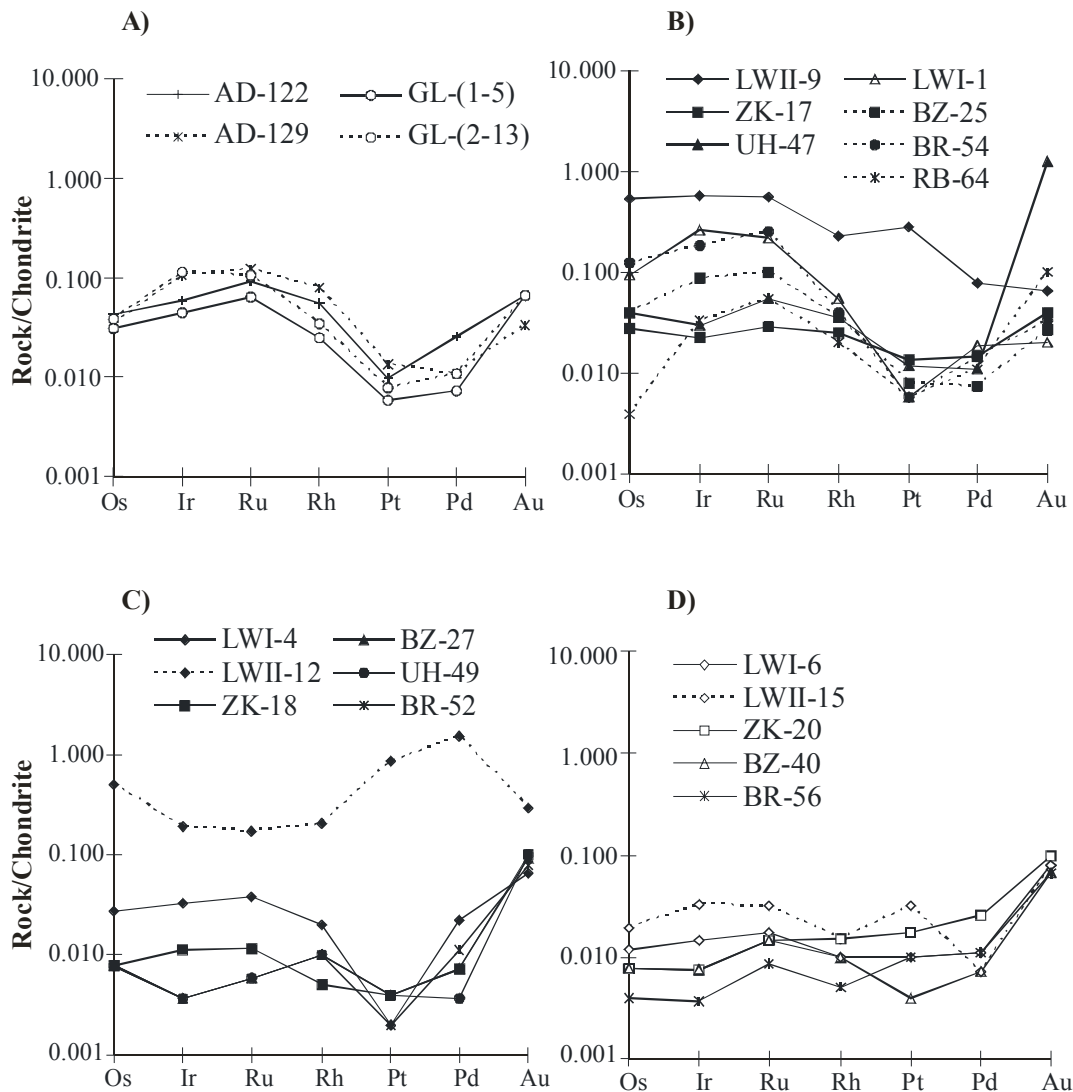 A)
10.000
1.000
0.100
0.010
0.001
Rock/Chondrite
AD-122 GL-(1-5)
AD-129 GL-(2-13)
Os Ir Ru Rh Pt Pd Au
B)
10.000
1.000
0.100
0.010
0.001
LWII-9 LWI-1
ZK-17 BZ-25
UH-47 BR-54
RB-64
Os Ir Ru Rh Pt Pd Au
C)
10.000
1.000
0.100
0.010
0.001
Rock/Chondrite
LWI-4 BZ-27
LWII-12 UH-49
ZK-18 BR-52
Os Ir Ru Rh Pt Pd Au
D)
10.000
1.000
0.100
0.010
0.001
LWI-6
LWII-15
ZK-20
BZ-40
BR-56
Os Ir Ru Rh Pt Pd Au